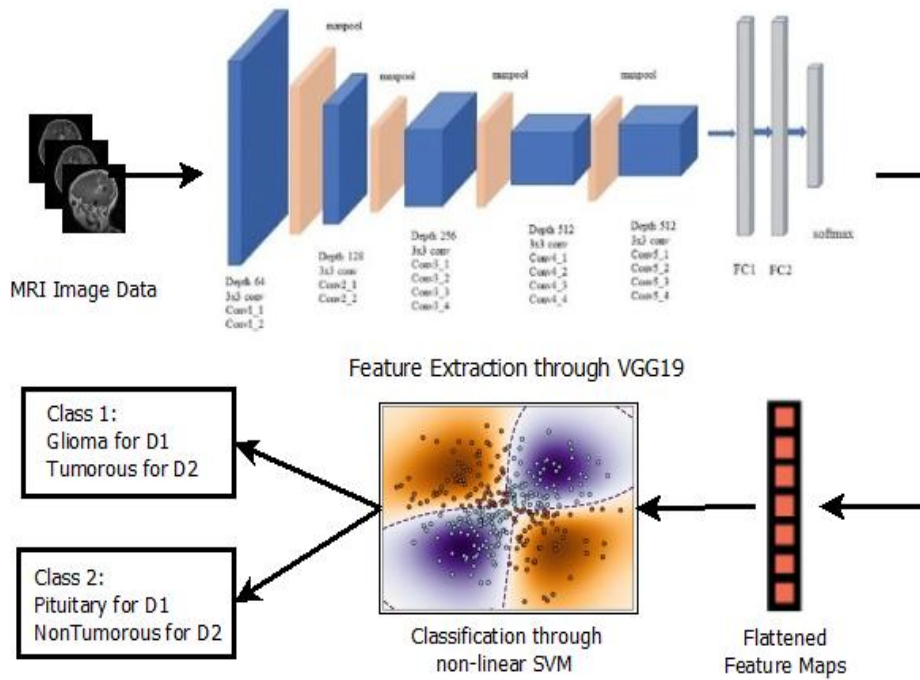 maxpool
maxpool
maxpool
maxpool
MRI Image Data
Depth 64
3x3 conv
Conv1_1
Conv1_2
Depth 128
3x3 conv
Conv2_1
Conv2_2
Depth 256
3x3 conv
Conv3_1
Conv3_2
Conv3_3
Conv3_4
Depth 512
3x3 conv
Conv4_1
Conv4_2
Conv4_3
Conv4_4
Depth 512
3x3 conv
Conv5_1
Conv5_2
Conv5_3
Conv5_4
FC1
FC2
softmax
Feature Extraction through VGG19
Class 1:
Glioma for D1
Tumorous for D2
Class 2:
Pituitary for D1
NonTumorous for D2
Classification through
non-linear SVM
Flattened
Feature Maps